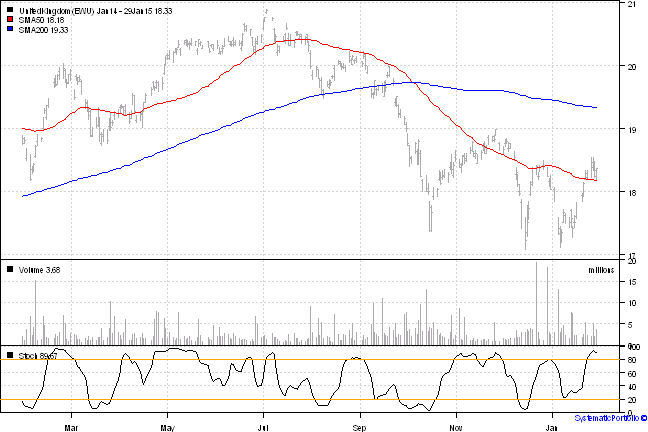 UnitedKingdom (EWU) Jan14 - 29Jan15 18.33
SMA50 18.18
SMA200 19.33
21
20
19
18
17
Volume 3.68
millions
20
15
10
5
0
Stoch 89.67
100
80
60
40
20
0
Mar May Jul Sep Nov Jan
SystematicPortfolio ©